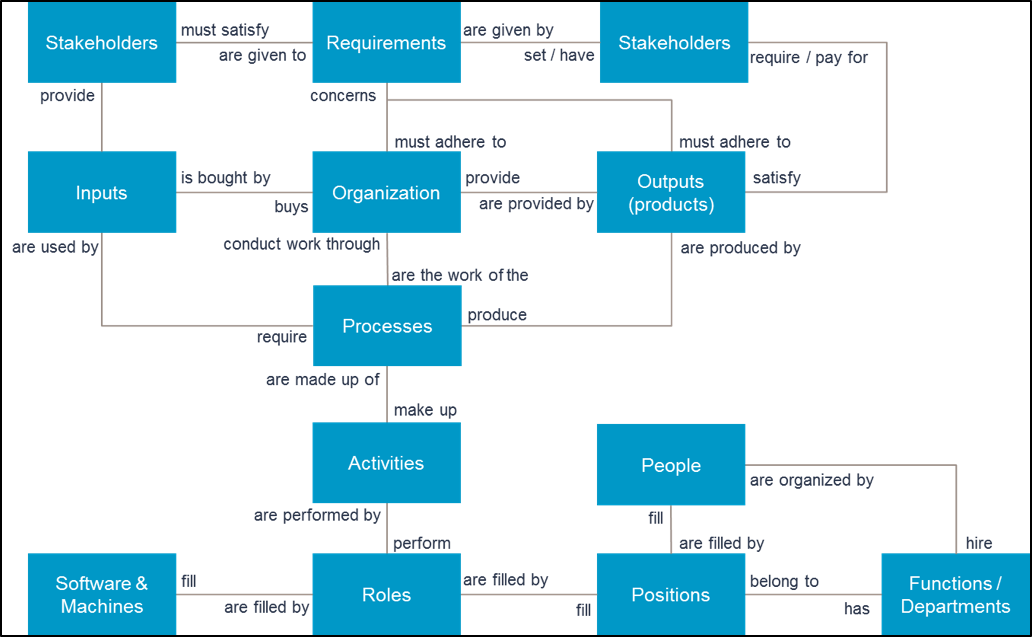 Stakeholders
must satisfy
are given to
Requirements
are given by
set / have
Stakeholders
require / pay for
provide
concerns
must adhere to
must adhere to
Inputs
is bought by
buys
Organization
provide
are provided by
Outputs
(products)
satisfy
are used by
conduct work through
are produced by
are the work of the
require
Processes
produce
are made up of
make up
Activities
People
are organized by
are performed by
fill
perform
are filled by
hire
Software &
Machines
fill
are filled by
Roles
are filled by
fill
Positions
belong to
has
Functions /
Departments